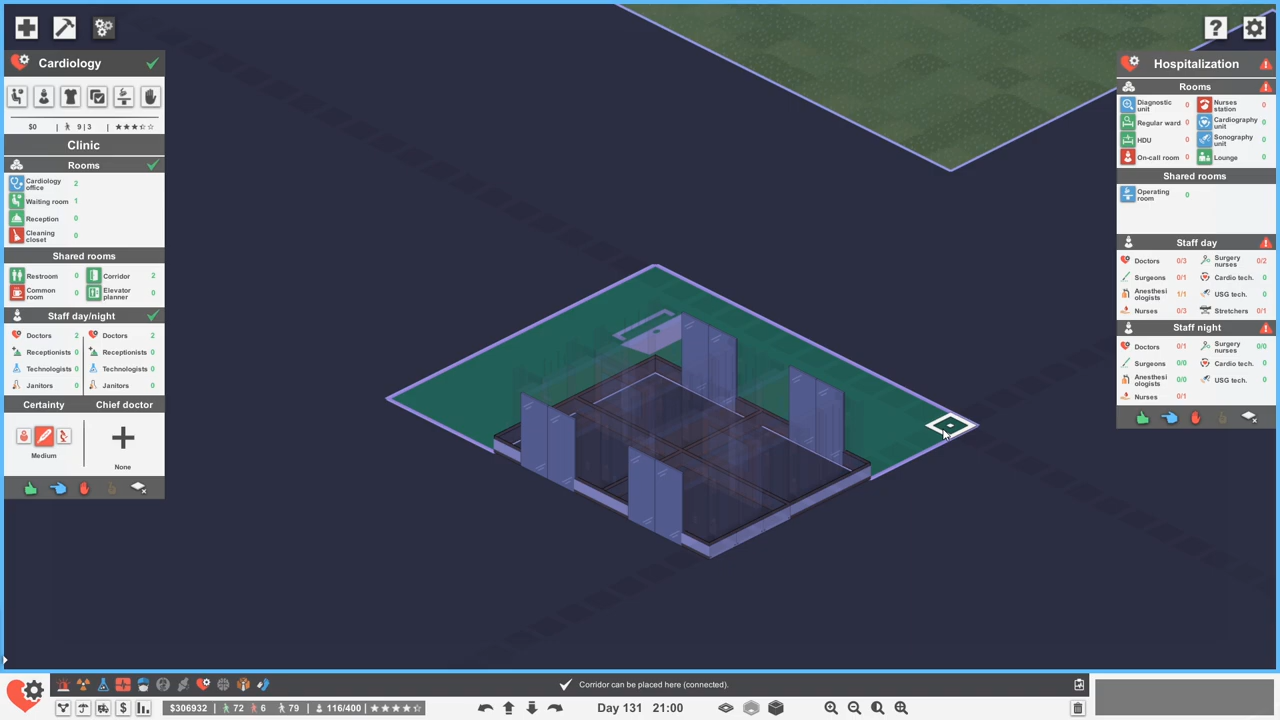 Cardiology
$0 | 9|3 |
Clinic
Rooms
Cardiology office 2
Waiting room 1
Reception 0
Cleaning closet 0
Shared rooms
Restroom 0 Corridor 2
Common room 0 Elevator planner 0
Staff day/night
Doctors 2 Doctors 2
Receptionists 0 Receptionists 0
Technologists 0 Technologists 0
Janitors 0 Janitors 0
Certainty Chief doctor
Medium None
Hospitalization
Rooms
Diagnostic unit 0 Nurses station 0
Regular ward 0 Cardiography unit 0
HDU 0 Sonography unit 0
On-call room 0 Lounge 0
Shared rooms
Operating room 0
Staff day
Doctors 0/3 Surgery nurses 0/2
Surgeons 0/1 Cardio tech. 0
Anesthesiologists 1/1 USG tech. 0
Nurses 0/3 Stretchers 0/1
Staff night
Doctors 0/1 Surgery nurses 0/0
Surgeons 0/0 Cardio tech. 0
Anesthesiologists 0/0 USG tech. 0
Nurses 0/1
Corridor can be placed here (connected).
$306932 | 72 6 | 79 | 116/400 |
Day 131 21:00